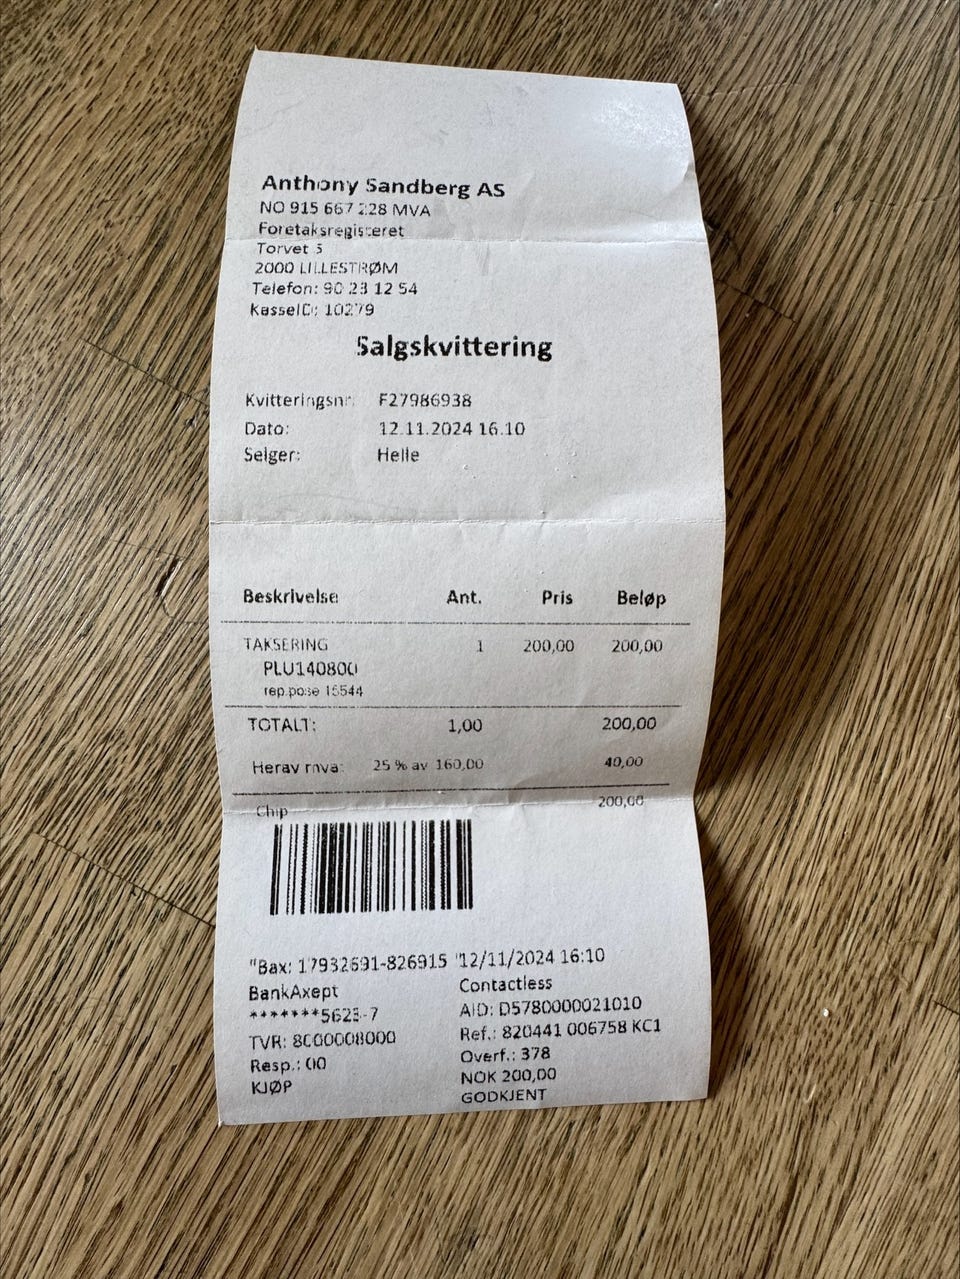 Anthony Sandberg AS
NO 915 667 228 MVA
Foretaksregisteret
Torvet 5
2000 LILLESTRØM
Telefon: 90 23 12 54
KasseID: 10279
Salgskvittering
Kvitteringsnr: F27986938
Dato: 12.11.2024 16.10
Selger: Helle
Beskrivelse Ant. Pris Beløp
TAKSERING 1 200,00 200,00
PLU140800
rep.pose 15544
TOTALT: 1,00 200,00
Herav mva: 25 % av 160,00 40,00
Chip 200,00
"Bax: 17932691-826915 "12/11/2024 16:10
BankAxept Contactless
*******5623-7 AID: D5780000021010
TVR: 8000008000 Ref.: 820441 006758 KC1
Resp.: 00 Overf.: 378
KJØP NOK 200,00
GODKJENT